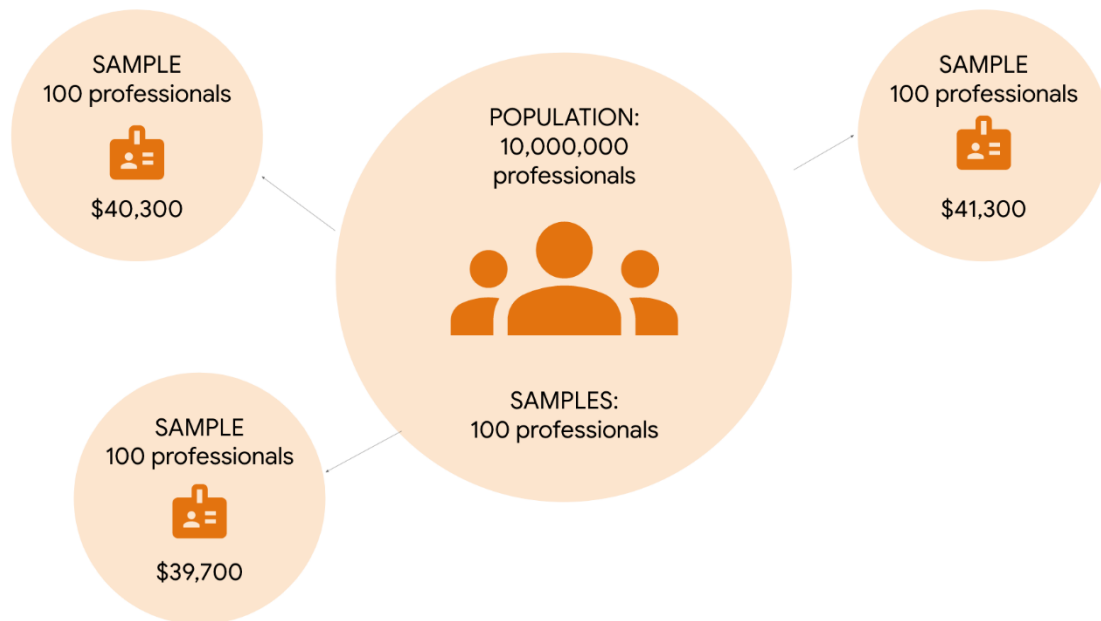 SAMPLE
100 professionals
$40,300
POPULATION:
10,000,000
professionals
SAMPLES:
100 professionals
SAMPLE
100 professionals
$41,300
SAMPLE
100 professionals
$39,700